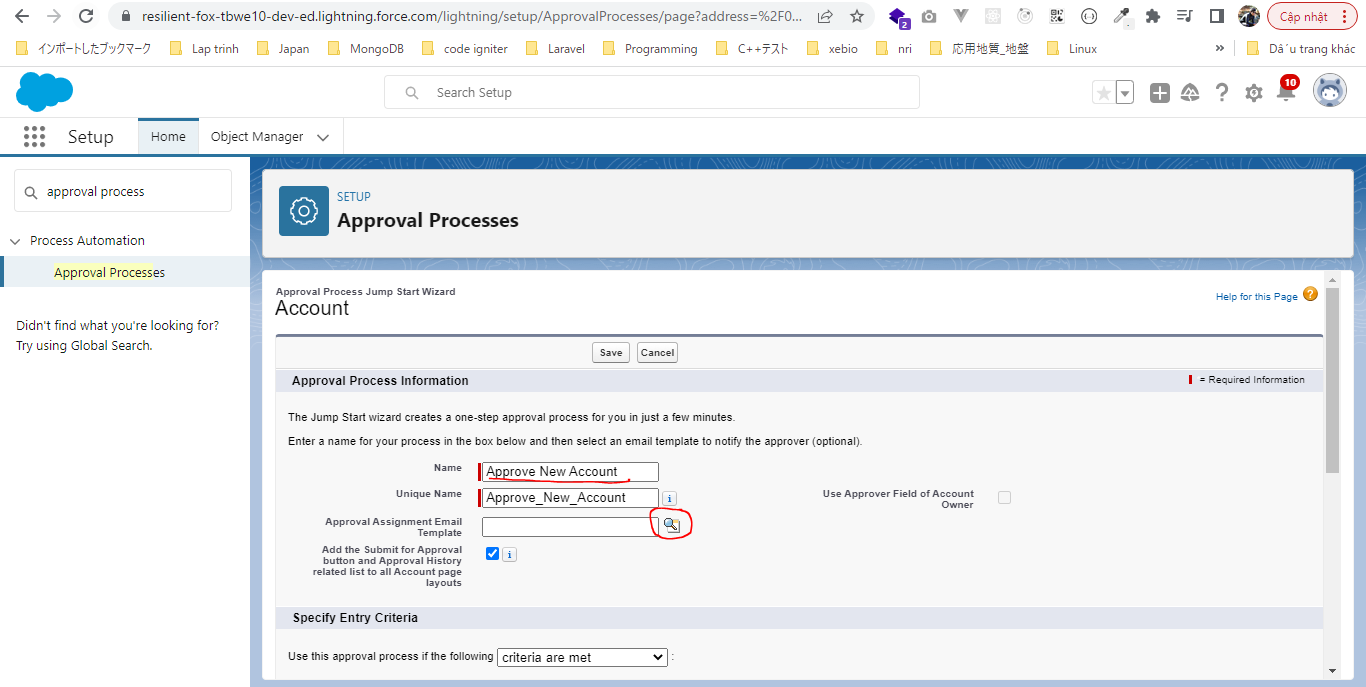 resilient-fox-tbwe10-dev-ed.lightning.force.com/lightning/setup/ApprovalProcesses/page?address=%2F0...
2
Cập nhật
インポートしたブックマーク
Lap trinh
Japan
MongoDB
code igniter
Laravel
Programming
C++テスト
xebio
nri
応用地質_地盤
Linux
»
Dấu trang khác
Search Setup
10
Setup
Home
Object Manager
approval process
Process Automation
Approval Processes
Didn't find what you're looking for?
Try using Global Search.
SETUP
Approval Processes
Approval Process Jump Start Wizard
Account
Help for this Page ?
Save
Cancel
Approval Process Information
= Required Information
The Jump Start wizard creates a one-step approval process for you in just a few minutes.
Enter a name for your process in the box below and then select an email template to notify the approver (optional).
Name
Approve New Account
Unique Name
Approve_New_Account
i
Use Approver Field of Account
Owner
Approval Assignment Email
Template
Add the Submit for Approval
button and Approval History
related list to all Account page
layouts
i
Specify Entry Criteria
Use this approval process if the following criteria are met :